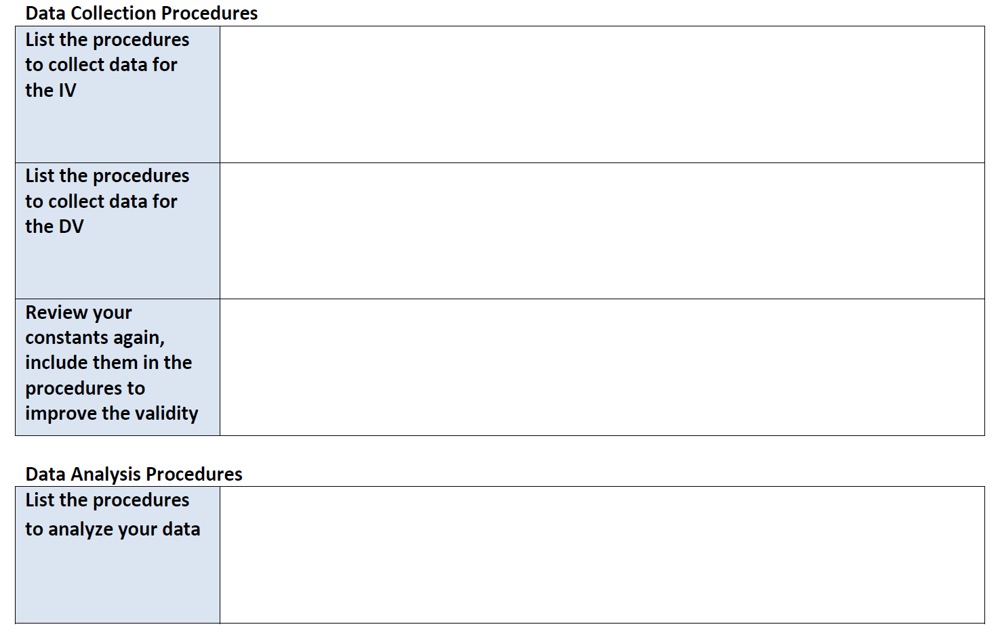 Data Collection Procedures
List the procedures
to collect data for
the IV
List the procedures
to collect data for
the DV
Review your
constants again,
include them in the
procedures to
improve the validity
Data Analysis Procedures
List the procedures
to analyze your data